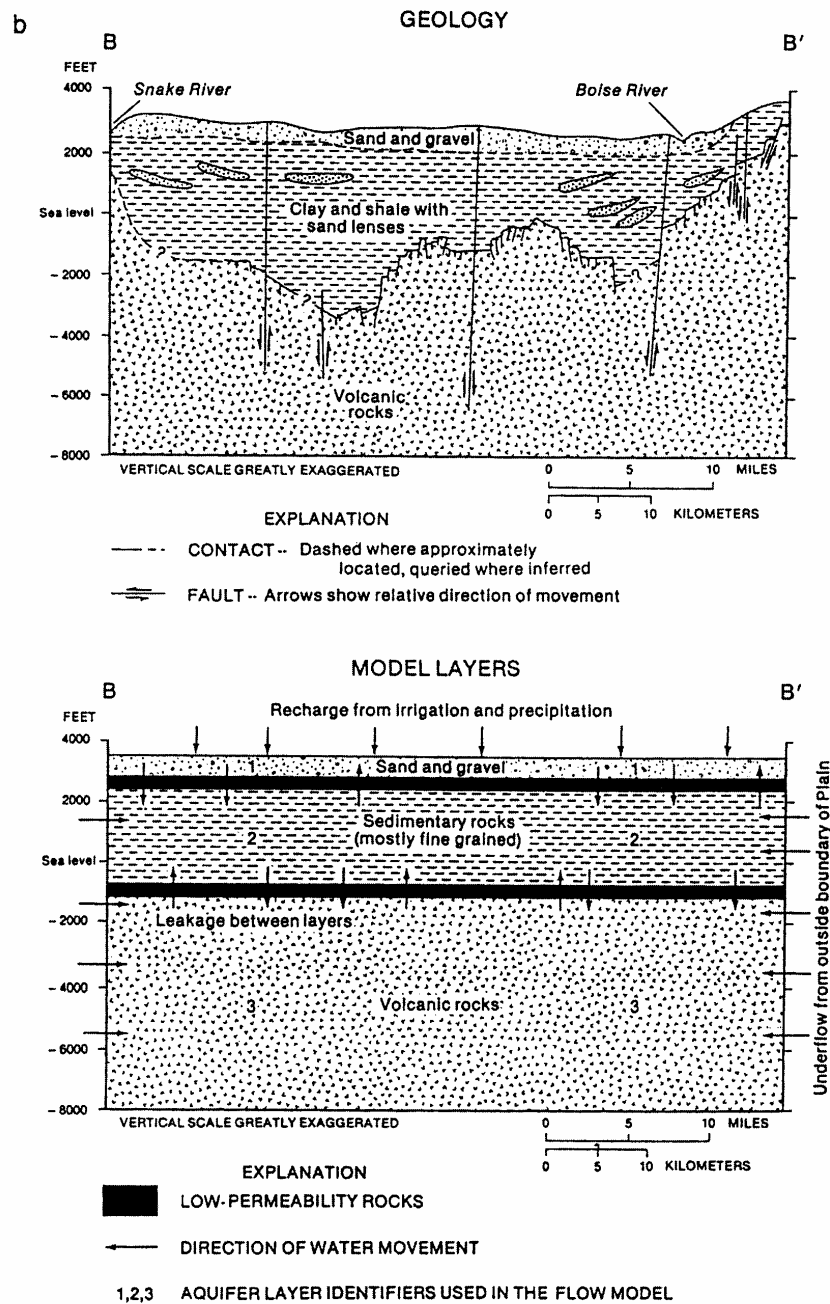 b
GEOLOGY
B
B'
FEET
4000
2000
Sea level
- 2000
- 4000
- 6000
- 8000
Snake River
Boise River
Sand and gravel
Clay and shale with
sand lenses
?
?
?
Volcanic
rocks
VERTICAL SCALE GREATLY EXAGGERATED
0 5 10 MILES
0 5 10 KILOMETERS
EXPLANATION
CONTACT -- Dashed where approximately
located, queried where inferred
FAULT -- Arrows show relative direction of movement
MODEL LAYERS
B
B'
FEET
Recharge from irrigation and precipitation
4000
2000
Sea level
- 2000
- 4000
- 6000
- 8000
1 Sand and gravel 1
Sedimentary rocks
2 (mostly fine grained) 2
Leakage between layers
3 Volcanic rocks 3
Underflow from outside boundary of Plain
VERTICAL SCALE GREATLY EXAGGERATED
0 5 10 MILES
0 5 10 KILOMETERS
EXPLANATION
LOW-PERMEABILITY ROCKS
DIRECTION OF WATER MOVEMENT
1,2,3 AQUIFER LAYER IDENTIFIERS USED IN THE FLOW MODEL